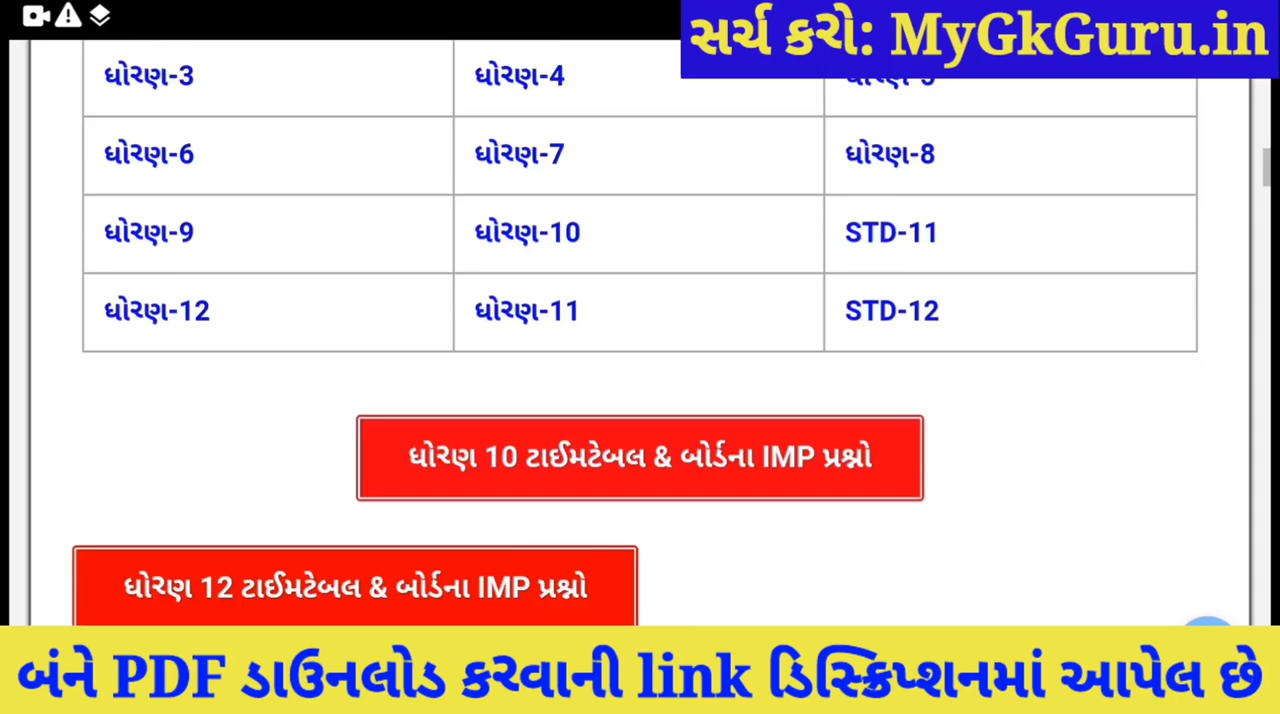 સર્ચ કરો: MyGkGuru.in
ધોરણ-3 ધોરણ-4
ધોરણ-6 ધોરણ-7 ધોરણ-8
ધોરણ-9 ધોરણ-10 STD-11
ધોરણ-12 ધોરણ-11 STD-12
ધોરણ 10 ટાઈમટેબલ & બોર્ડના IMP પ્રશ્નો
ધોરણ 12 ટાઈમટેબલ & બોર્ડના IMP પ્રશ્નો
બંને PDF ડાઉનલોડ કરવાની link ડિસ્ક્રિપ્શનમાં આપેલ છે